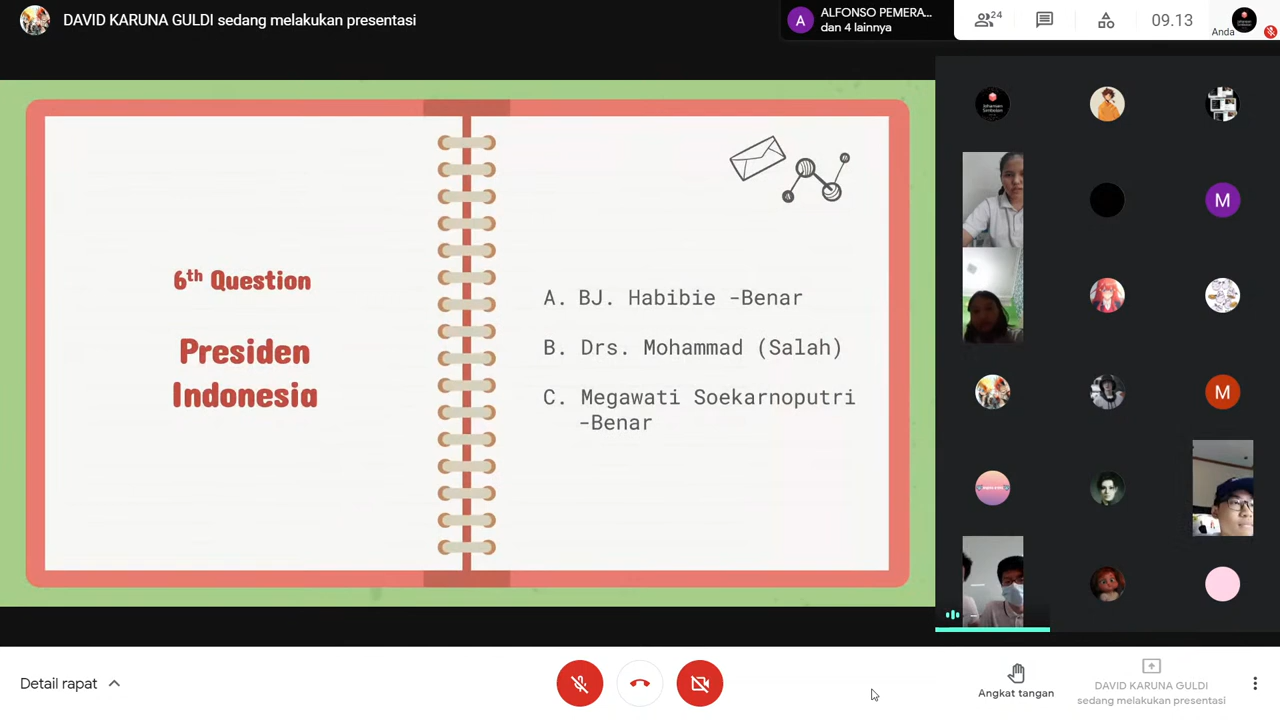 DAVID KARUNA GULDI sedang melakukan presentasi
A
ALFONSO PEMERA...
dan 4 lainnya
24
09.13
Anda
6th Question
Presiden
Indonesia
A. BJ. Habibie -Benar
B. Drs. Mohammad (Salah)
C. Megawati Soekarnoputri
-Benar
M
M
Detail rapat
Angkat tangan
DAVID KARUNA GULDI
sedang melakukan presentasi